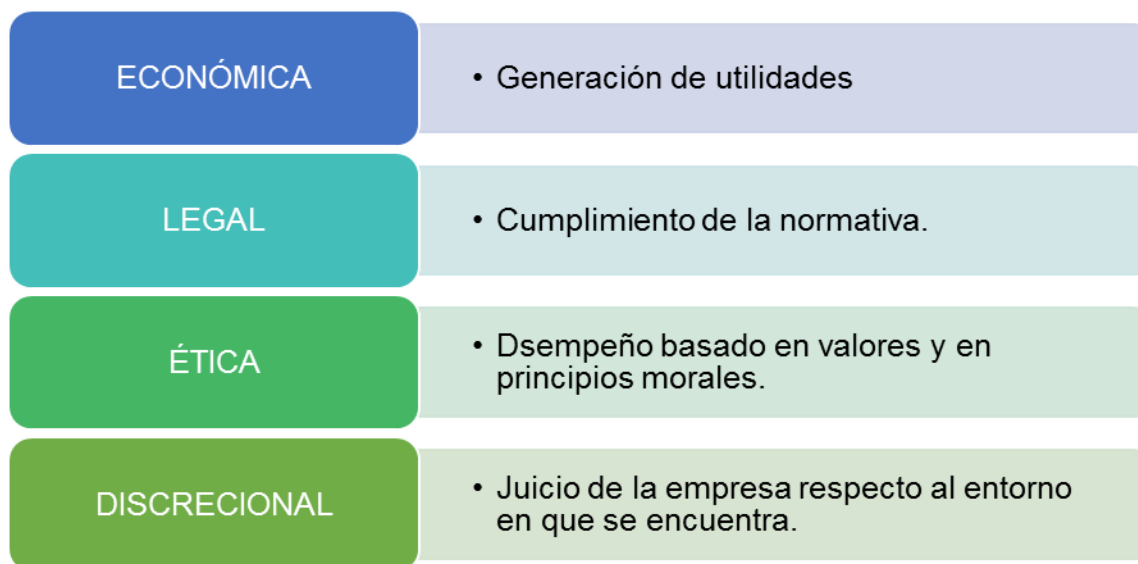 ECONÓMICA
• Generación de utilidades
LEGAL
• Cumplimiento de la normativa.
ÉTICA
• Dsempeño basado en valores y en
principios morales.
DISCRECIONAL
• Juicio de la empresa respecto al entorno
en que se encuentra.